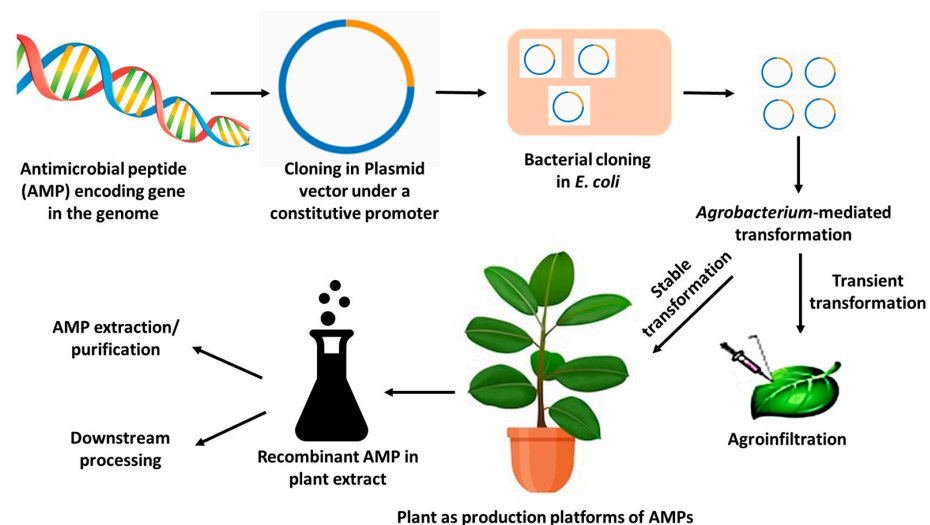 Antimicrobial peptide
(AMP) encoding gene
in the genome
Cloning in Plasmid
vector under a
constitutive promoter
Bacterial cloning
in E. coli
Agrobacterium-mediated
transformation
Stable
transformation
Transient
transformation
Agroinfiltration
Plant as production platforms of AMPs
Recombinant AMP in
plant extract
AMP extraction/
purification
Downstream
processing